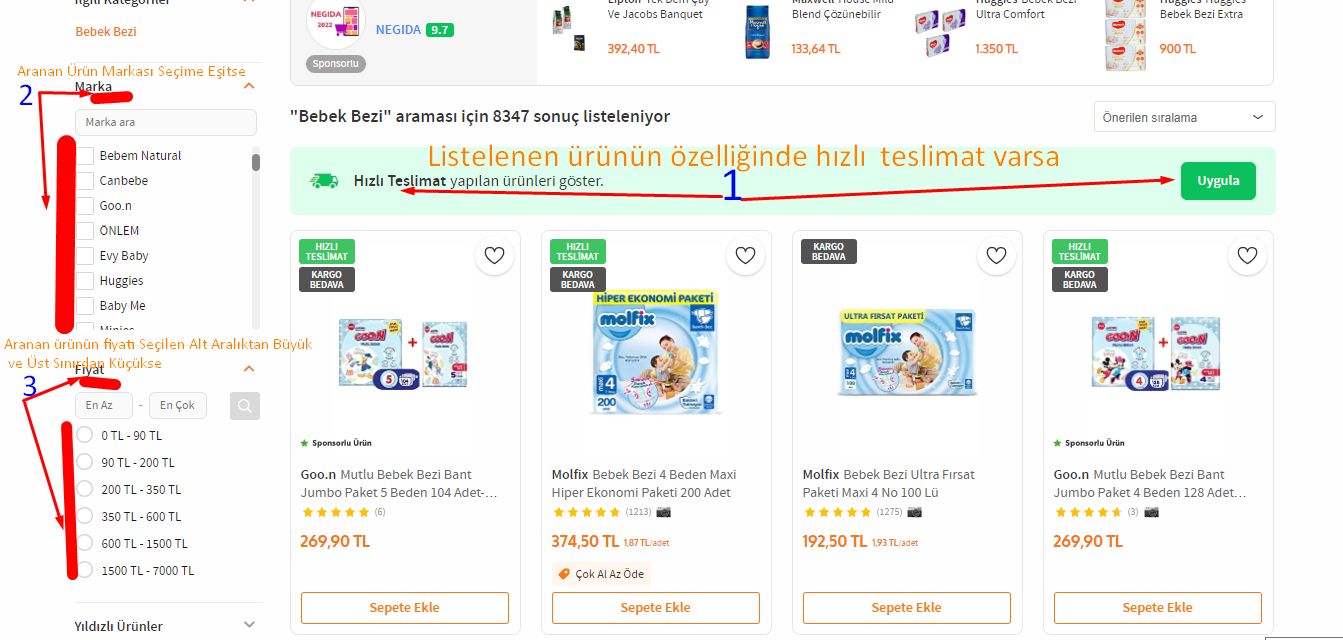 İlgili Kategoriler
Bebek Bezi
Aranan Ürün Markası Seçime Eşitse
2
Marka
Marka ara
Bebem Natural
Canbebe
Goo.n
ÖNLEM
Evy Baby
Huggies
Baby Me
Minies
Aranan ürünün fiyatı Seçilen Alt Aralıktan Büyük
ve Üst Sınırdan Küçükse
3
Fiyat
En Az - En Çok
0 TL - 90 TL
90 TL - 200 TL
200 TL - 350 TL
350 TL - 600 TL
600 TL - 1500 TL
1500 TL - 7000 TL
Yıldızlı Ürünler
NEGIDA
2022
NEGIDA 9.7
Sponsorlu
Lipton Tek Dem Çay
Ve Jacobs Banquet
392,40 TL
Maxwell House Mild
Blend Çözünebilir
133,64 TL
Huggies Bebek Bezi
Ultra Comfort
1.350 TL
Huggies Huggies
Bebek Bezi Extra
900 TL
"Bebek Bezi" araması için 8347 sonuç listeleniyor
Önerilen sıralama
Listelenen ürünün özelliğinde hızlı teslimat varsa
Hızlı Teslimat yapılan ürünleri göster.
1
Uygula
HIZLI
TESLİMAT
KARGO
BEDAVA
GOO.N
5
Sponsorlu Ürün
Goo.n Mutlu Bebek Bezi Bant
Jumbo Paket 5 Beden 104 Adet-...
(6)
269,90 TL
Sepete Ekle
HIZLI
TESLİMAT
KARGO
BEDAVA
HİPER EKONOMİ PAKETİ
molfix
4
200
Molfix Bebek Bezi 4 Beden Maxi
Hiper Ekonomi Paketi 200 Adet
(1213)
374,50 TL 1,87 TL/adet
Çok Al Az Öde
Sepete Ekle
KARGO
BEDAVA
ULTRA FIRSAT PAKETİ
molfix
4
100
Molfix Bebek Bezi Ultra Fırsat
Paketi Maxi 4 No 100 Lü
(1275)
192,50 TL 1,93 TL/adet
Sepete Ekle
HIZLI
TESLİMAT
KARGO
BEDAVA
GOO.N
4
Sponsorlu Ürün
Goo.n Mutlu Bebek Bezi Bant
Jumbo Paket 4 Beden 128 Adet...
(3)
269,90 TL
Sepete Ekle